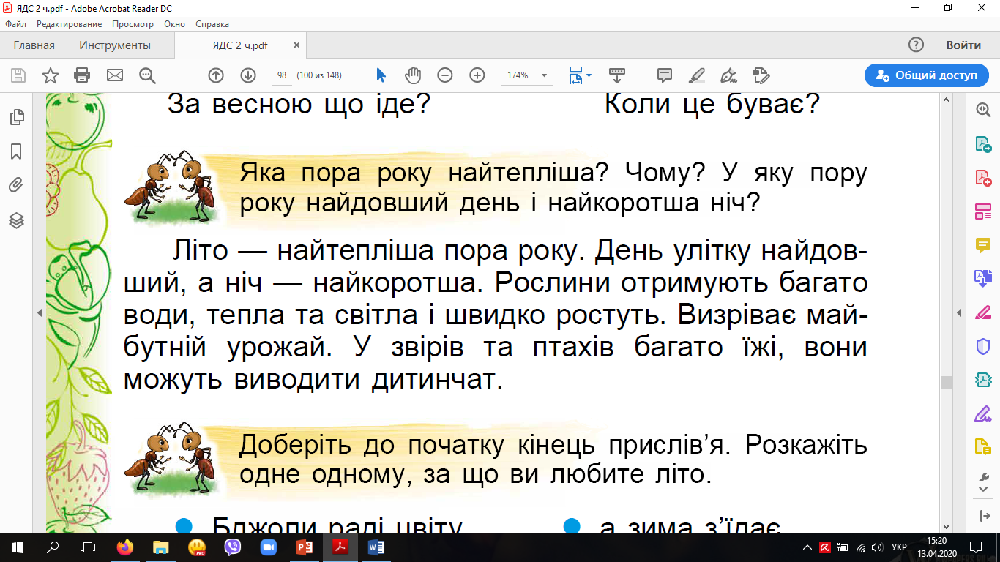 ЯДС 2 ч.pdf - Adobe Acrobat Reader DC
Файл Редактирование Просмотр Окно Справка
Главная Инструменты ЯДС 2 ч.pdf Войти
98 (100 из 148) 174% Общий доступ
За весною що іде? Коли це буває?
Яка пора року найтепліша? Чому? У яку пору
року найдовший день і найкоротша ніч?
Літо — найтепліша пора року. День улітку найдов-
ший, а ніч — найкоротша. Рослини отримують багато
води, тепла та світла і швидко ростуть. Визріває май-
бутній урожай. У звірів та птахів багато їжі, вони
можуть виводити дитинчат.
Доберіть до початку кінець прислів’я. Розкажіть
одне одному, за що ви любите літо.
Бджоли раді цвіту, а зима з’їдає.
УКР 15:20
13.04.2020